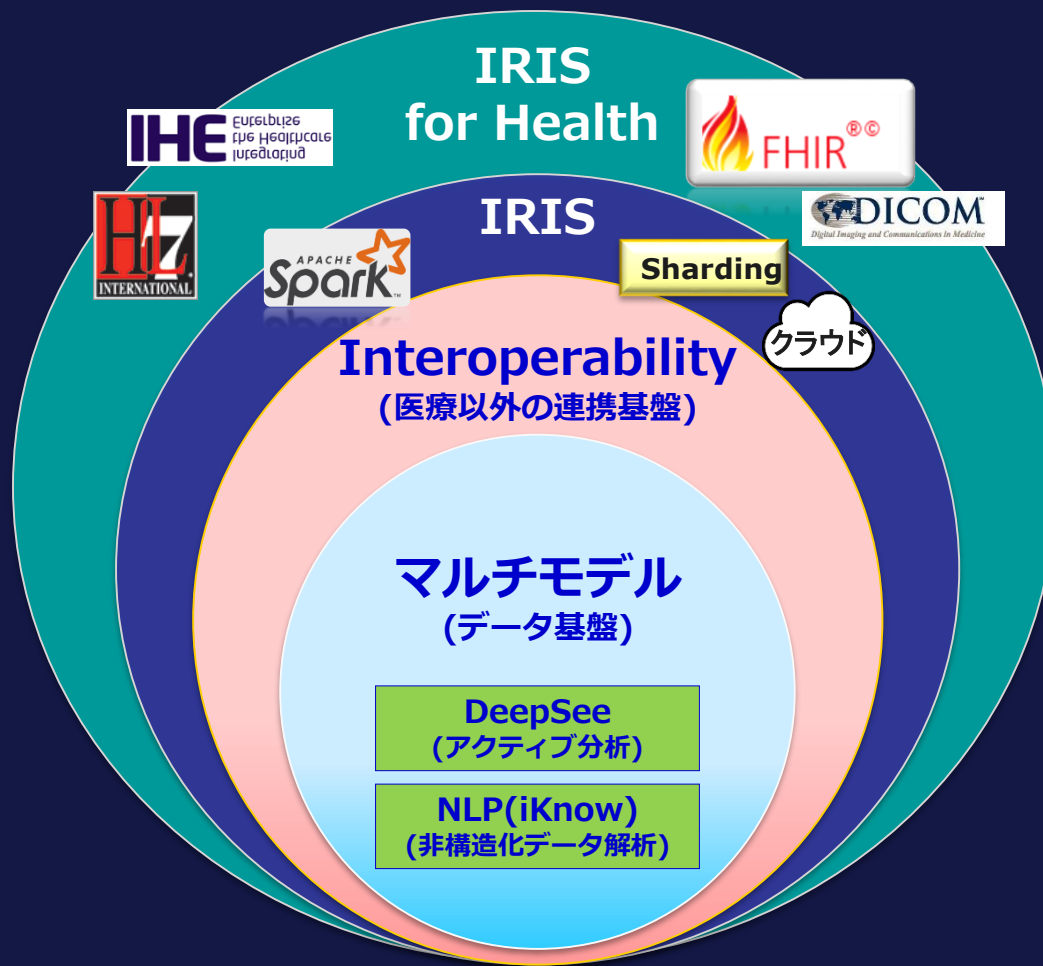 IRIS
for Health
IHE
Enterprise
the Healthcare
Integrating
FHIR®©
HL7
INTERNATIONAL
IRIS
DICOM
Digital Imaging and Communications in Medicine
APACHE
Spark™
Sharding
クラウド
Interoperability
(医療以外の連携基盤)
マルチモデル
(データ基盤)
DeepSee
(アクティブ分析)
NLP(iKnow)
(非構造化データ解析)